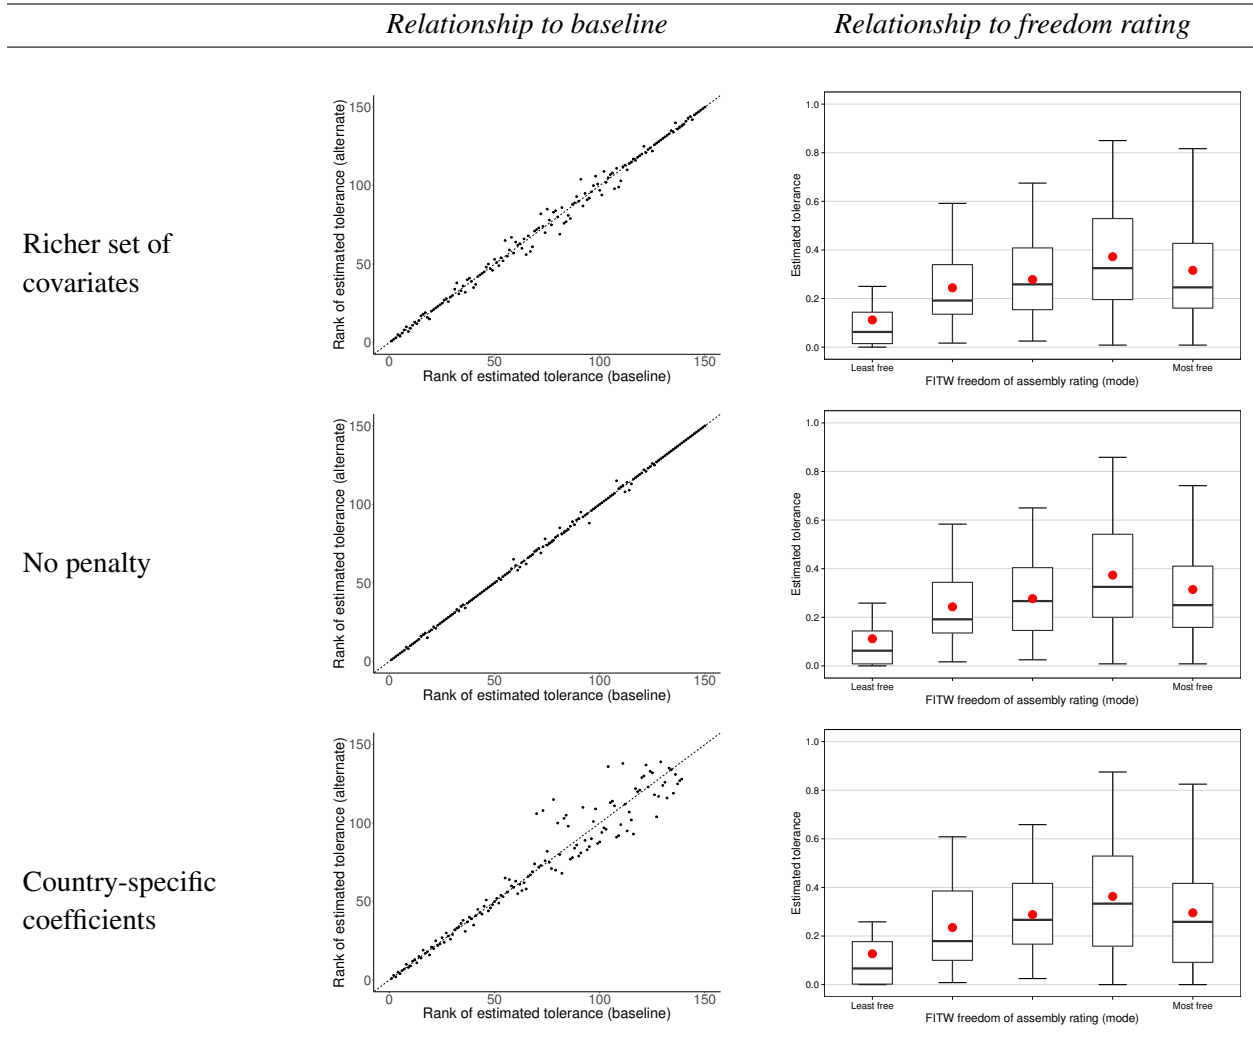 Relationship to baseline
Relationship to freedom rating
Richer set of
covariates
Rank of estimated tolerance (alternate)
150
100
50
0
0 50 100 150
Rank of estimated tolerance (baseline)
Estimated tolerance
1.0
0.8
0.6
0.4
0.2
0.0
Least free Most free
FITW freedom of assembly rating (mode)
No penalty
Rank of estimated tolerance (alternate)
150
100
50
0
0 50 100 150
Rank of estimated tolerance (baseline)
Estimated tolerance
1.0
0.8
0.6
0.4
0.2
0.0
Least free Most free
FITW freedom of assembly rating (mode)
Country-specific
coefficients
Rank of estimated tolerance (alternate)
150
100
50
0
0 50 100 150
Rank of estimated tolerance (baseline)
Estimated tolerance
1.0
0.8
0.6
0.4
0.2
0.0
Least free Most free
FITW freedom of assembly rating (mode)